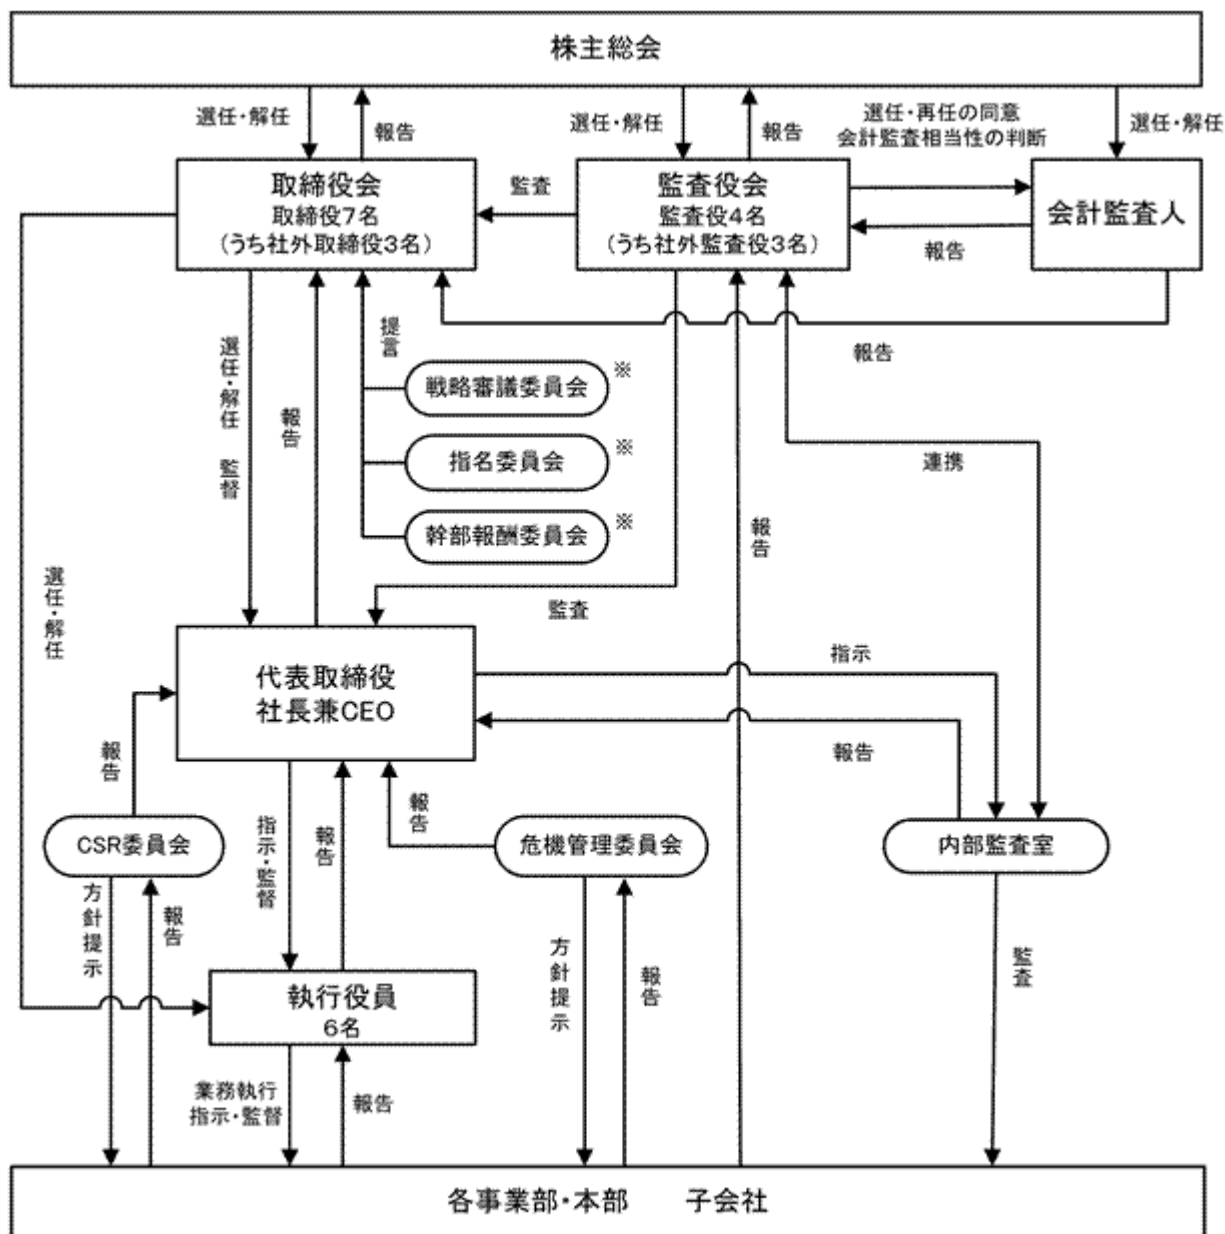 株主総会
選任・解任
報告
選任・解任
報告
選任・再任の同意
会計監査相当性の判断
選任・解任
取締役会
取締役7名
(うち社外取締役3名)
監査
監査役会
監査役4名
(うち社外監査役3名)
報告
会計監査人
選任・解任 監督
報告
提言
戦略審議委員会
※
指名委員会
※
幹部報酬委員会
※
報告
連携
報告
選任・解任
監査
代表取締役
社長兼CEO
指示
報告
報告
CSR委員会
指示・監督
報告
報告
危機管理委員会
内部監査室
方針提示
報告
方針提示
報告
監査
執行役員
6名
業務執行
指示・監督
報告
各事業部・本部 子会社